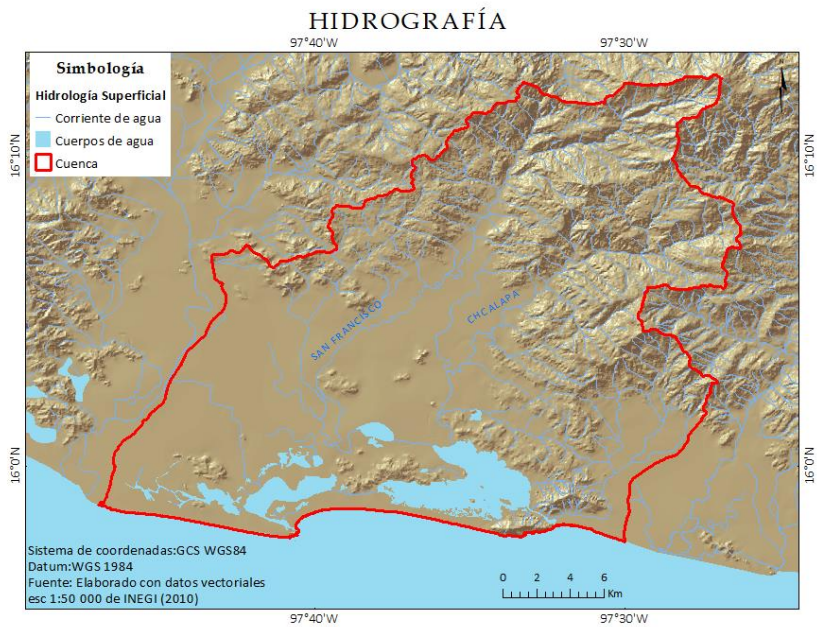 HIDROGRAFÍA
97°40'W
97°30'W
Simbología
Hidrología Superficial
Corriente de agua
Cuerpos de agua
Cuenca
16°10'N
16°10'N
SAN FRANCISCO
CHCALAPA
16°0'N
16°0'N
Sistema de coordenadas:GCS WGS84
Datum:WGS 1984
Fuente: Elaborado con datos vectoriales
esc 1:50 000 de INEGI (2010)
0 2 4 6
Km
97°40'W
97°30'W